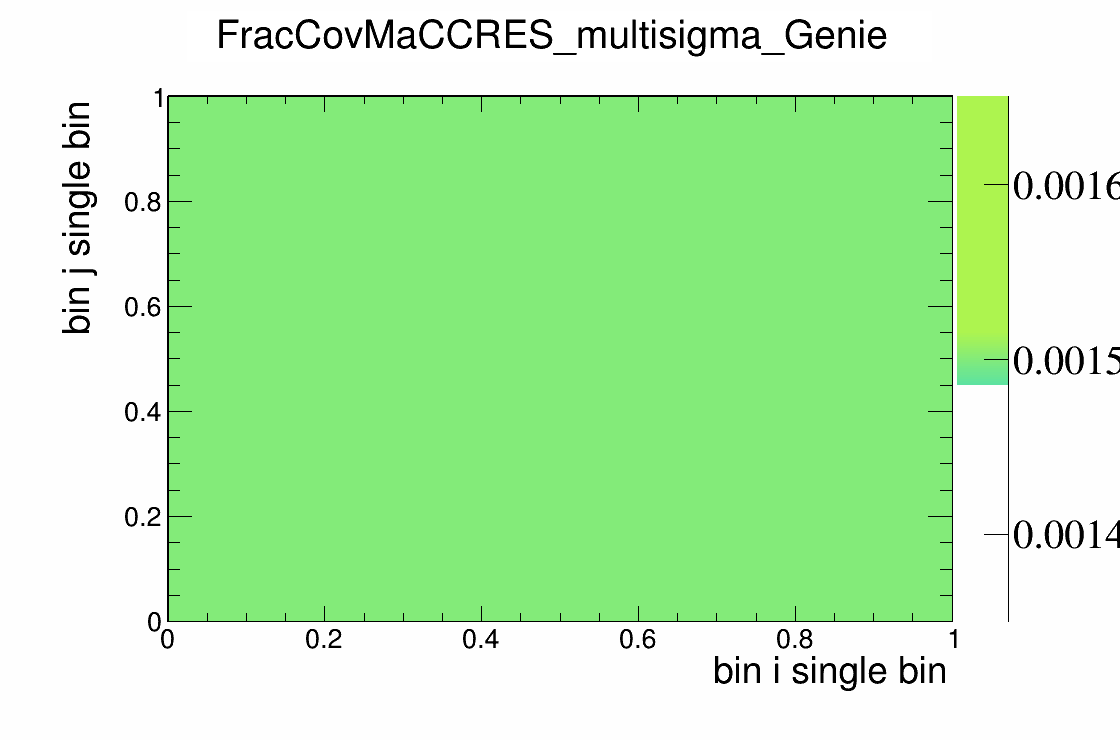 FracCovMaCCRES_multisigma_Genie
bin j single bin
1
0.8
0.6
0.4
0.2
0
0 0.2 0.4 0.6 0.8 1
bin i single bin
0.0016
0.0015
0.0014